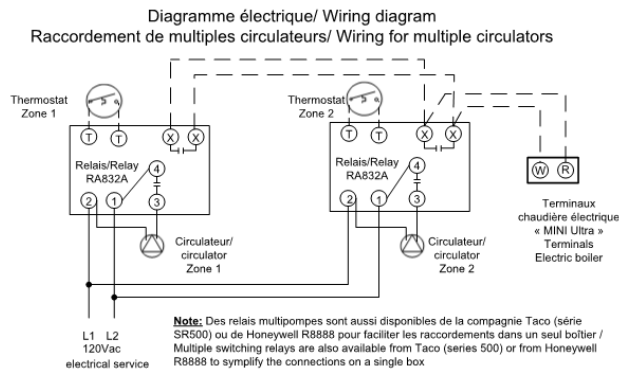 Diagramme électrique/ Wiring diagram
Raccordement de multiples circulateurs/ Wiring for multiple circulators
Thermostat
Zone 1
Thermostat
Zone 2
T T X X
T T X X
Relais/Relay
RA832A
4
Relais/Relay
RA832A
4
W R
2 1 3
2 1 3
Terminaux
chaudière électrique
« MINI Ultra »
Terminals
Electric boiler
Circulateur/
circulator
Zone 1
Circulateur/
circulator
Zone 2
L1 L2
120Vac
electrical service
Note: Des relais multipompes sont aussi disponibles de la compagnie Taco (série
SR500) ou de Honeywell R8888 pour faciliter les raccordements dans un seul boîtier /
Multiple switching relays are also available from Taco (series 500) or from Honeywell
R8888 to symplify the connections on a single box